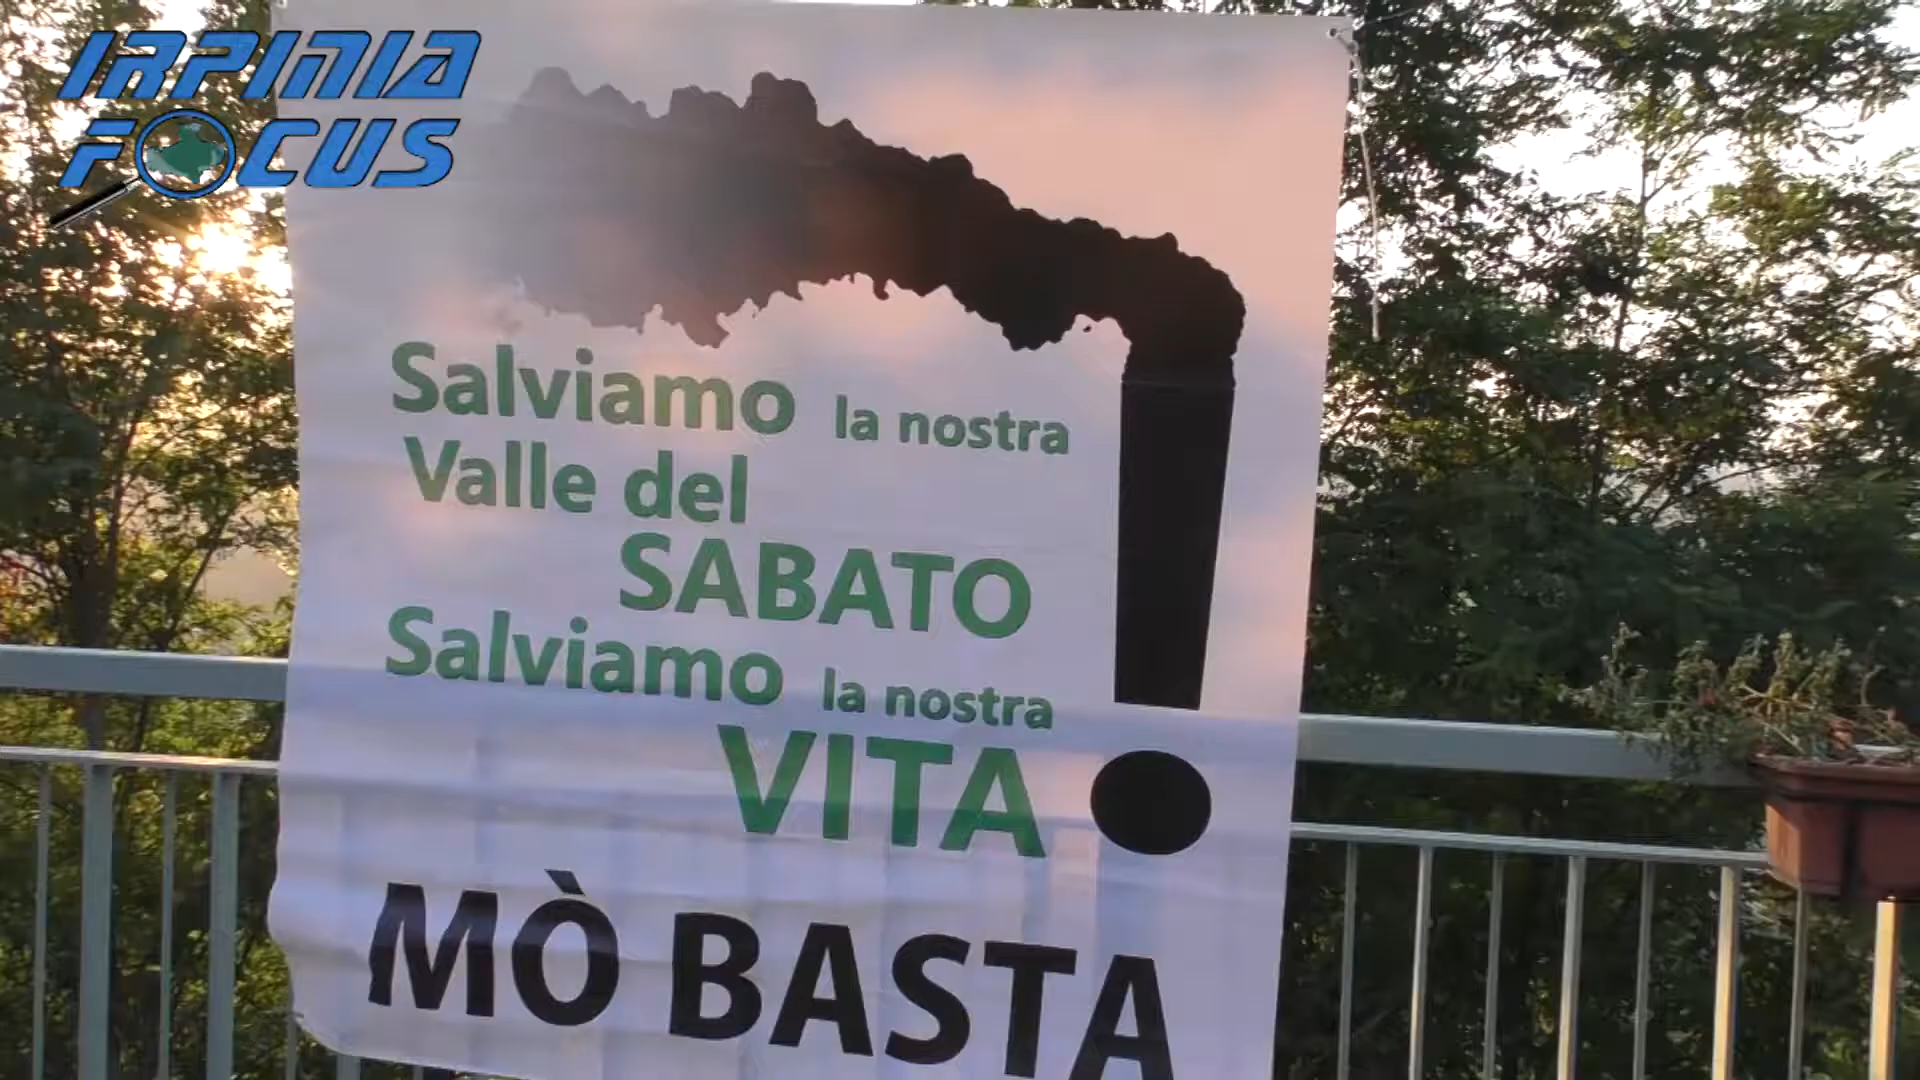 IRPINIA
FOCUS
Salviamo la nostra
Valle del
SABATO
Salviamo la nostra
VITA
MÒ BASTA